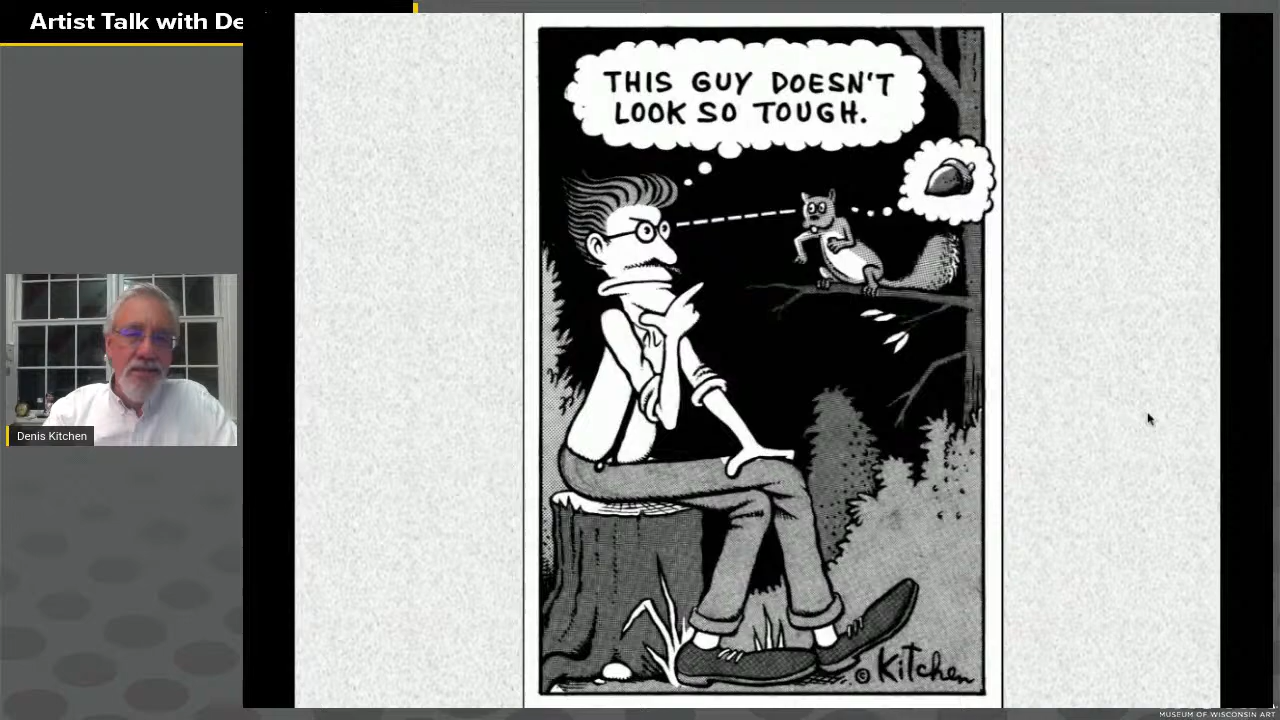 Artist Talk with De
THIS GUY DOESN'T
LOOK SO TOUGH.
Denis Kitchen
© Kitchen
MUSEUM OF WISCONSIN ART